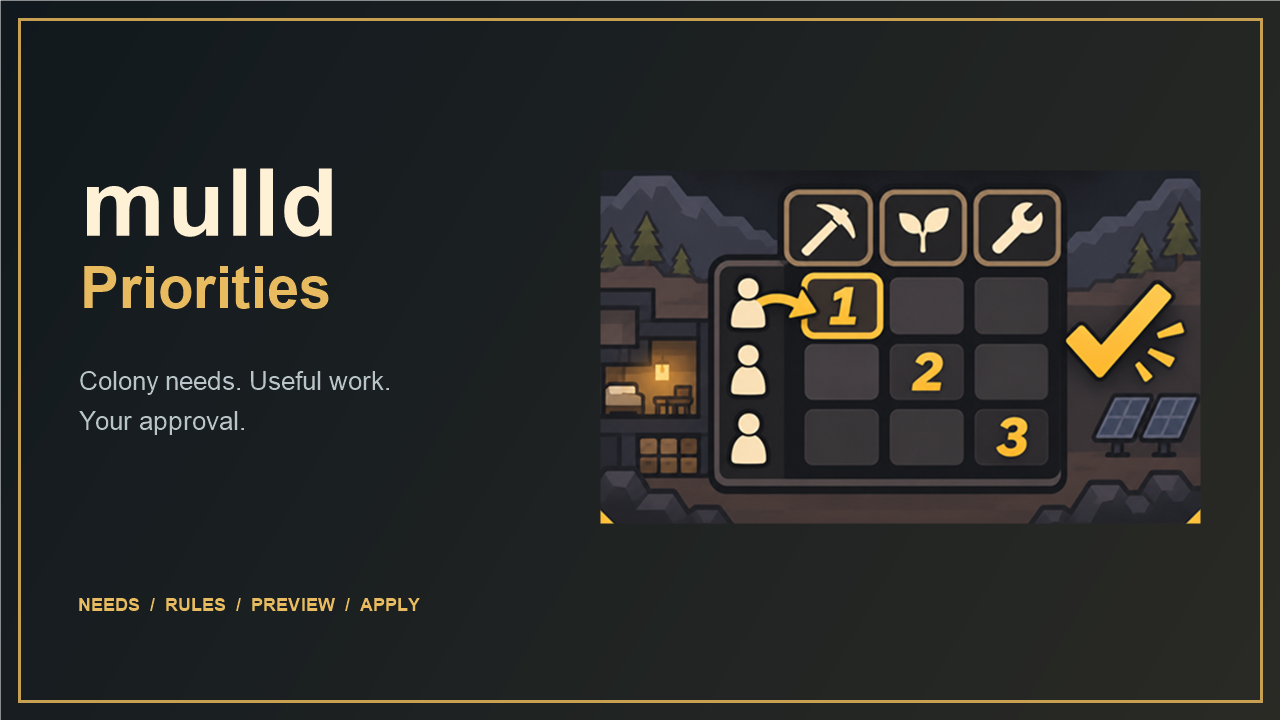 mulld
Priorities
Colony needs. Useful work.
Your approval.
1
2
3
NEEDS / RULES / PREVIEW / APPLY